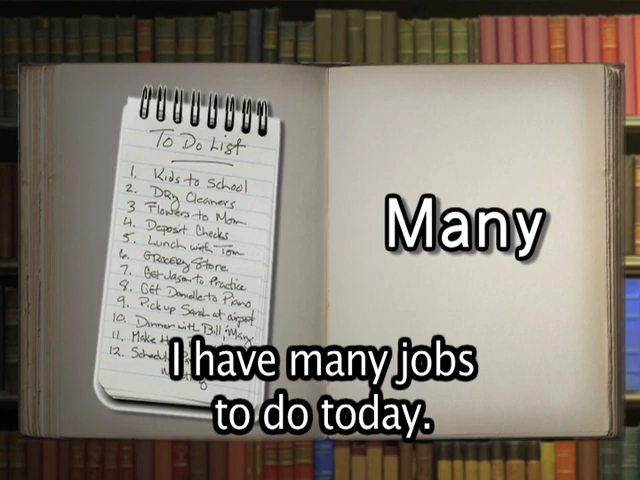 To Do List
1. Kids to School
2. Dry Cleaners
3 Flowers to Mom
4. Deposit Checks
5. Lunch with Tom
6. Grocery Store
7. Get Jason to Practice
8. Get Danielle to Piano
9. Pick up Sarah at airport
10. Dinner with Bill + Mary
11. Make
12.
Many
I have many jobs
to do today.